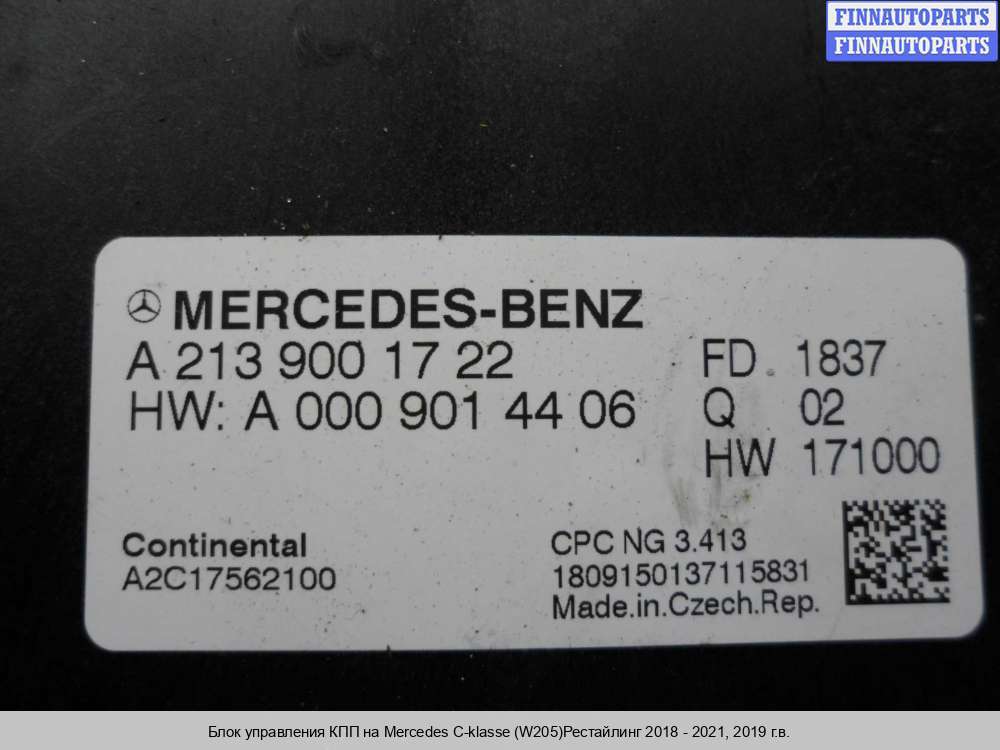 FINNAUTOPARTS
FINNAUTOPARTS
MERCEDES-BENZ
A 213 900 17 22
HW: A 000 901 44 06
FD 1837
Q 02
HW 171000
Continental
A2C17562100
CPC NG 3.413
1809150137115831
Made.in.Czech.Rep.
Блок управления КПП на Mercedes C-klasse (W205)Рестайлинг 2018 - 2021, 2019 г.в.